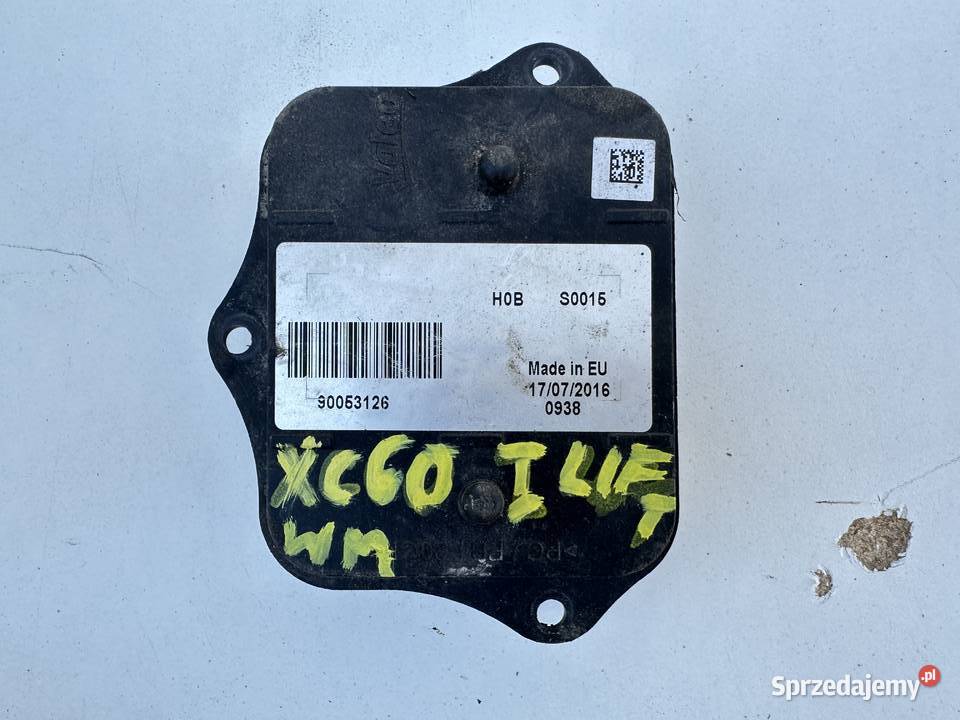 Valeo
H0B S0015
Made in EU
90053126
17/07/2016
0938
XC60 I LIFT
WM
Sprzedajemy.pl